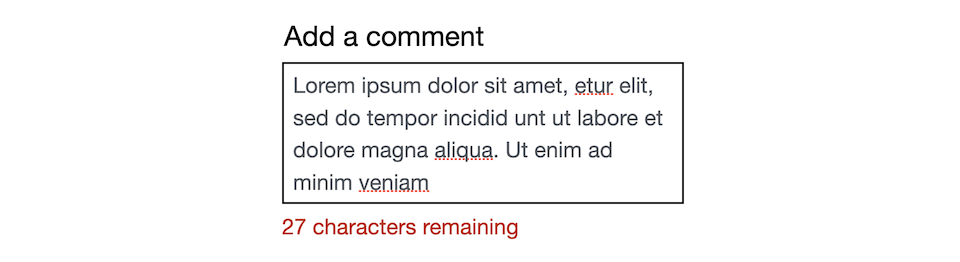 Add a comment
Lorem ipsum dolor sit amet, etur elit,
sed do tempor incidid unt ut labore et
dolore magna aliqua. Ut enim ad
minim veniam
27 characters remaining